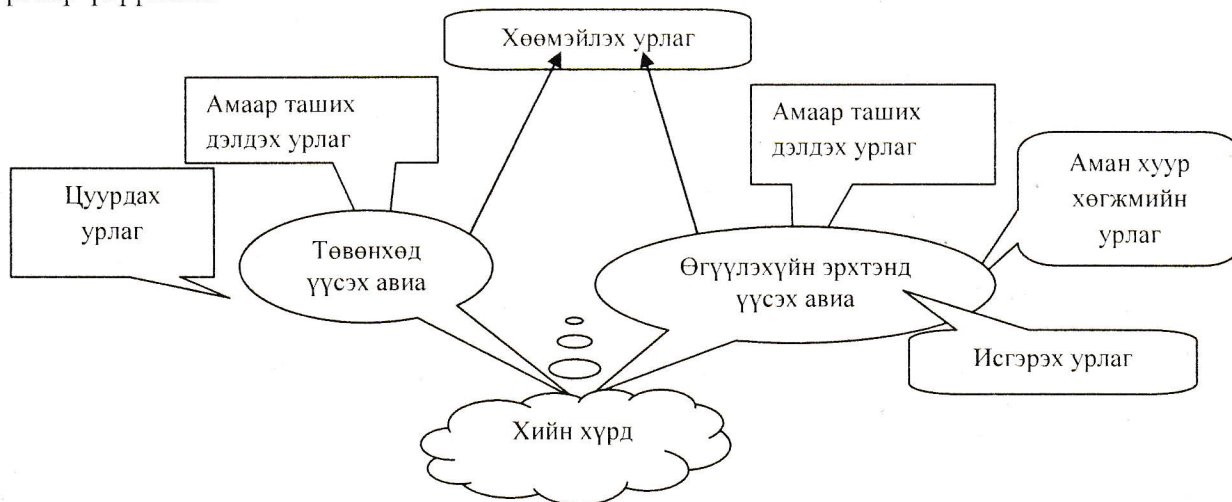 Хөөмэйлэх урлаг
Амаар таших
дэлдэх урлаг
Амаар таших
дэлдэх урлаг
Цуурдах
урлаг
Аман хуур
хөгжмийн
урлаг
Төвөнхөд
үүсэх авиа
Өгүүлэхүйн эрхтэнд
үүсэх авиа
Исгэрэх урлаг
Хийн хүрд